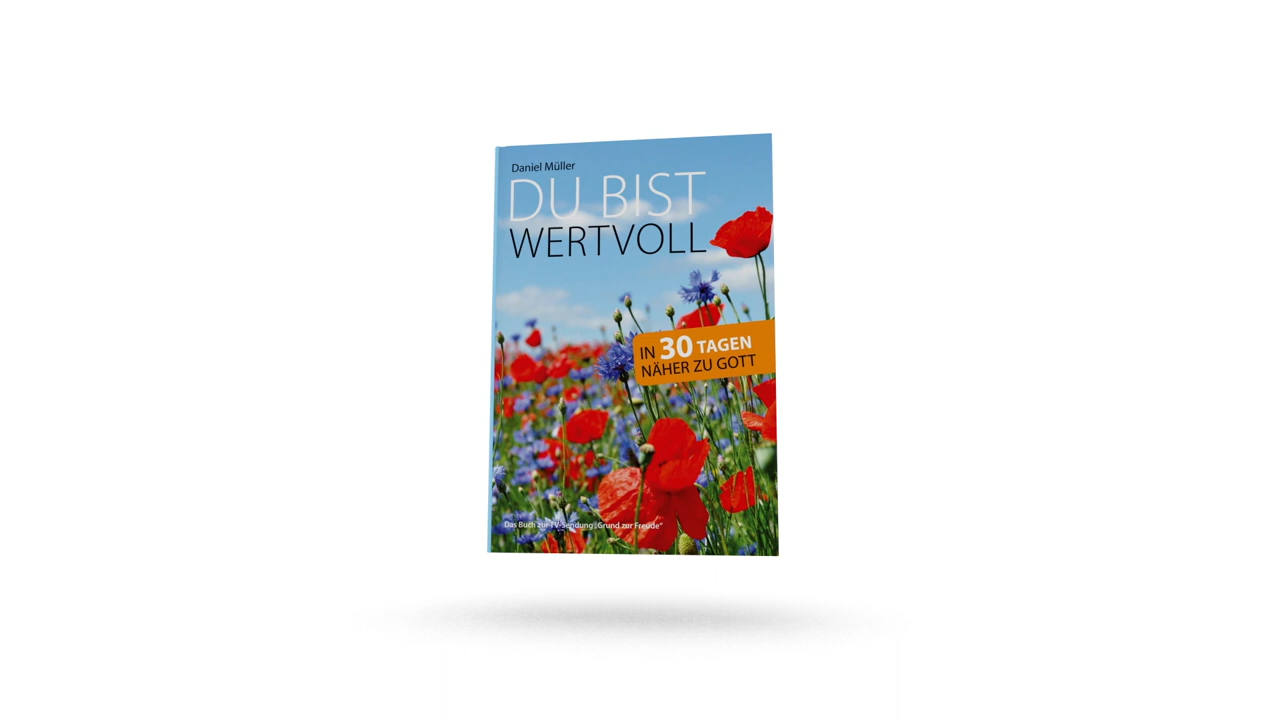 Daniel Müller
DU BIST
WERTVOLL
IN 30 TAGEN
NÄHER ZU GOTT
Das Buch zur TV-Sendung „Grund zur Freude“